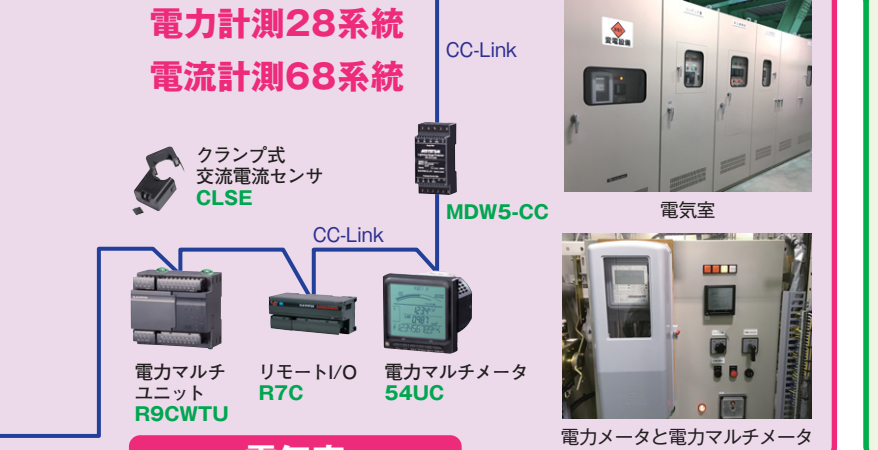 電力計測28系統
電流計測68系統
CC-Link
クランプ式
交流電流センサ
CLSE
MDW5-CC
変電設備
電気室
CC-Link
電力マルチ
ユニット
R9CWTU
リモートI/O
R7C
電力マルチメータ
54UC
電力メータと電力マルチメータ